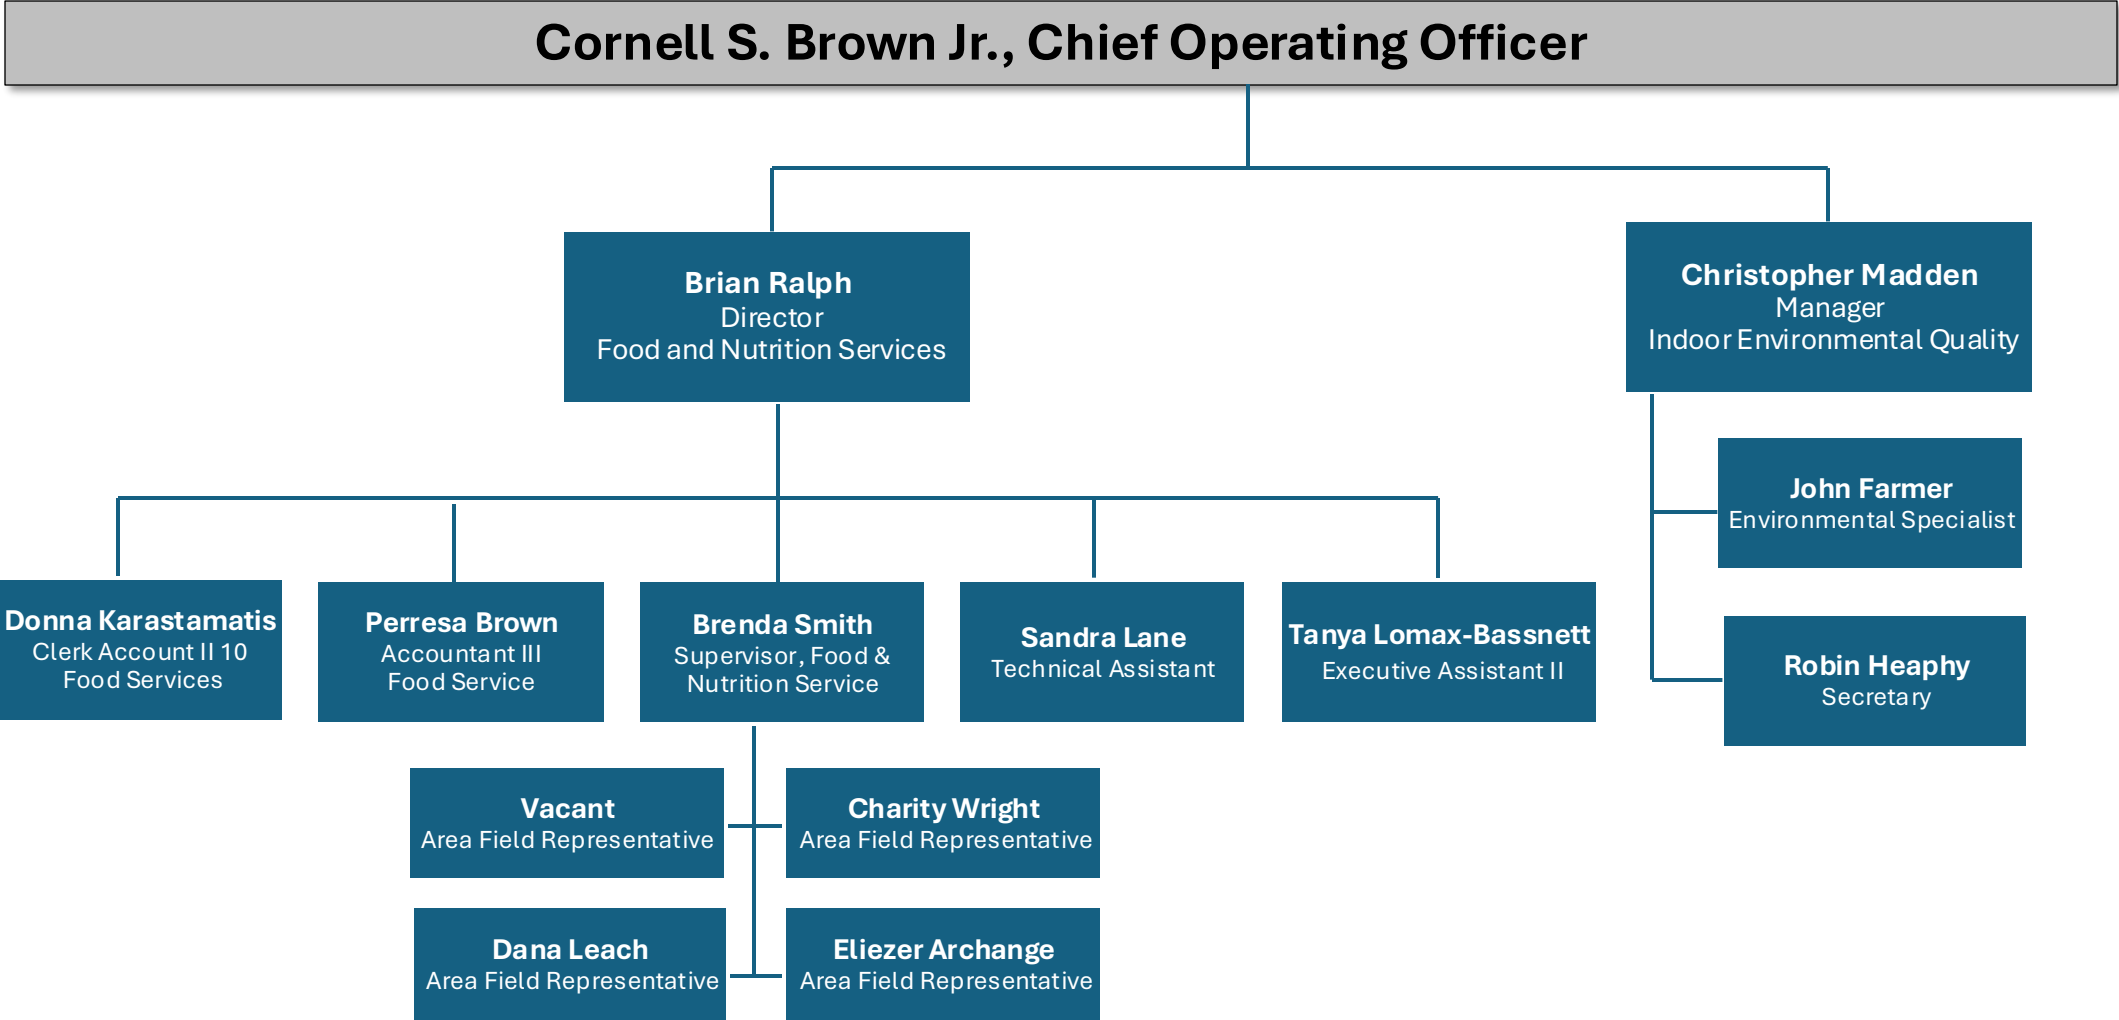 Cornell S. Brown Jr., Chief Operating Officer
Brian Ralph
Director
Food and Nutrition Services
Christopher Madden
Manager
Indoor Environmental Quality
John Farmer
Environmental Specialist
Robin Heaphy
Secretary
Donna Karastamatis
Clerk Account II 10
Food Services
Perresa Brown
Accountant III
Food Service
Brenda Smith
Supervisor, Food &
Nutrition Service
Sandra Lane
Technical Assistant
Tanya Lomax-Bassnett
Executive Assistant II
Vacant
Area Field Representative
Charity Wright
Area Field Representative
Dana Leach
Area Field Representative
Eliezer Archange
Area Field Representative